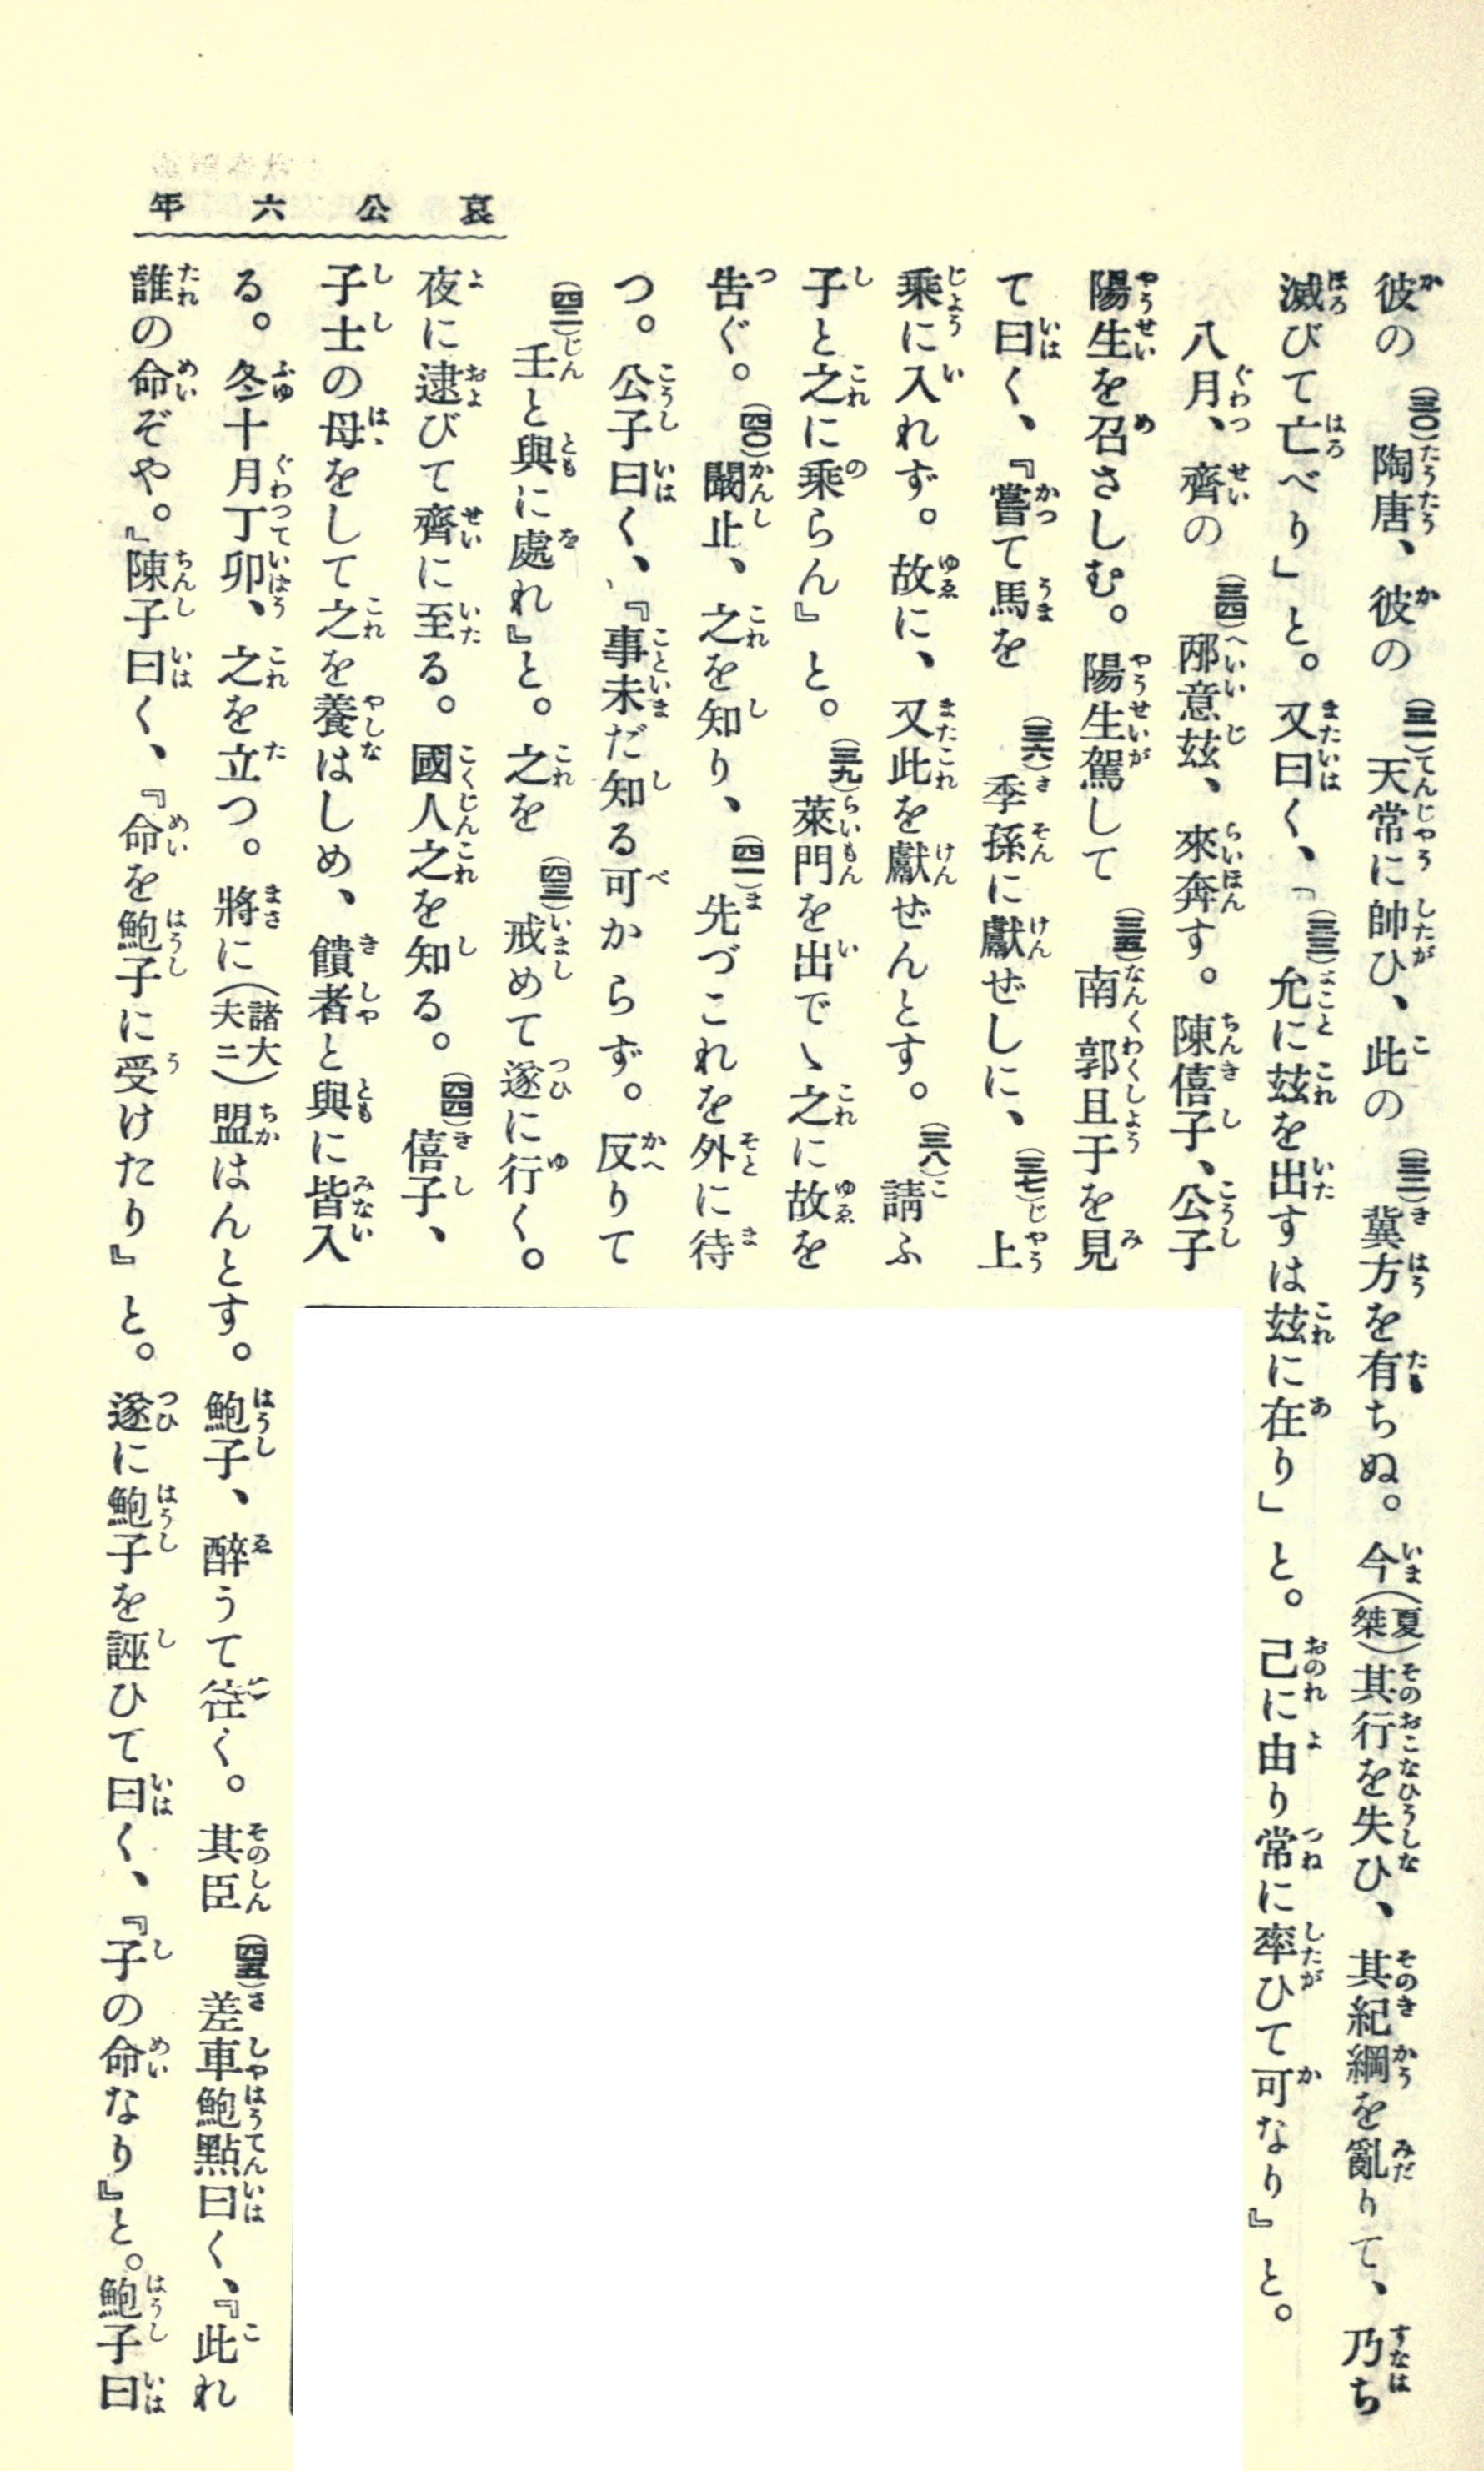 哀公六年
彼の(三〇)陶唐、彼の(三一)天常に帥ひ、此の(三二)冀方を有ちぬ。今(夏桀)其行を失ひ、其紀綱を亂りて、乃ち
滅びて亡べり」と。又曰く、「(三三)允に茲を出すは茲に在り」と。己に由り常に率ひて可なり』と。
八月、齊の(三四)邴意茲、來奔す。陳僖子、公子
陽生を召さしむ。陽生駕して(三五)南郭且于を見
て曰く、『嘗て馬を(三六)季孫に獻ぜしに、(三七)上
乘に入れず。故に、又此を獻ぜんとす。(三八)請ふ
子と之に乘らん』と。(三九)萊門を出でゝ之に故を
告ぐ。(四〇)闞止、之を知り、(四一)先づこれを外に待
つ。公子曰く、『事未だ知る可からず。反りて
(四二)壬と與に處れ』と。之を(四三)戒めて遂に行く。
夜に逮びて齊に至る。國人之を知る。(四四)僖子、
子士の母をして之を養はしめ、饋者と與に皆入
る。冬十月丁卯、之を立つ。將に(諸大夫ニ)盟はんとす。鮑子、醉うて往く。其臣(四五)差車鮑點曰く、『此れ
誰の命ぞや。』陳子曰く、『命を鮑子に受けたり』と。遂に鮑子を誣ひて曰く、『子の命なり』と。鮑子曰